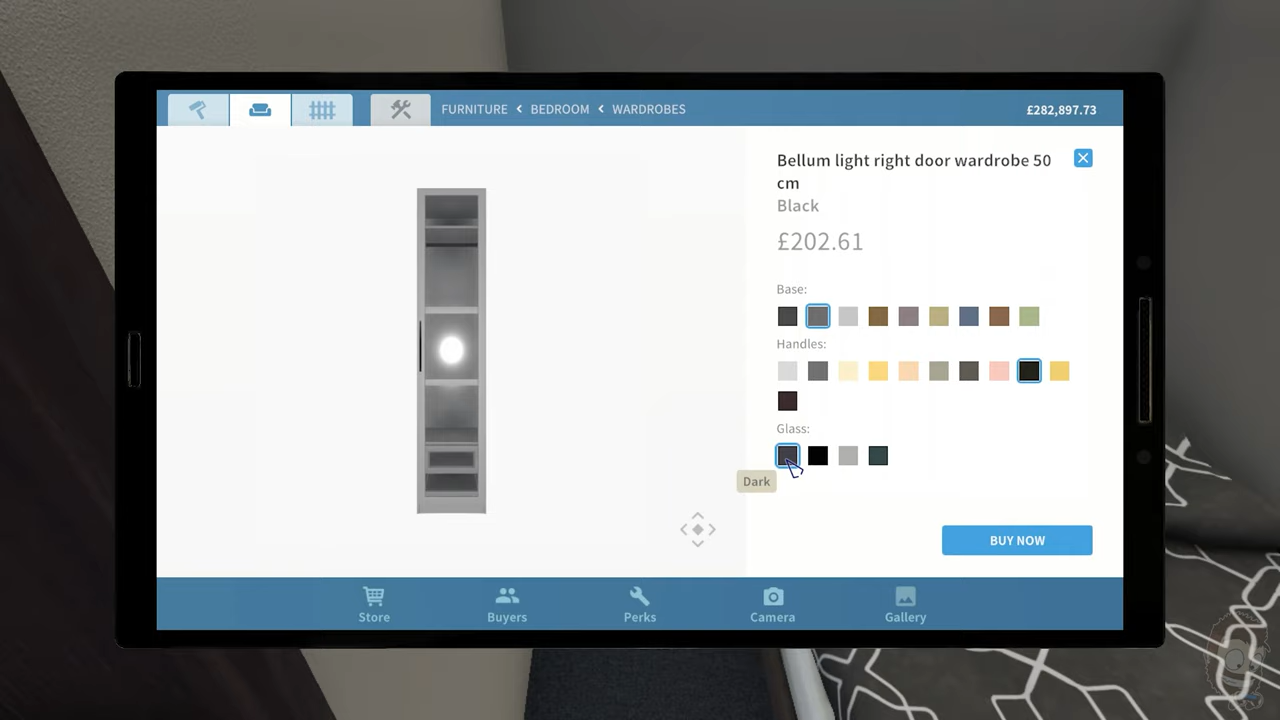 FURNITURE < BEDROOM < WARDROBES
£282,897.73
Bellum light right door wardrobe 50
cm
Black
£202.61
Base:
Handles:
Glass:
Dark
BUY NOW
Store
Buyers
Perks
Camera
Gallery